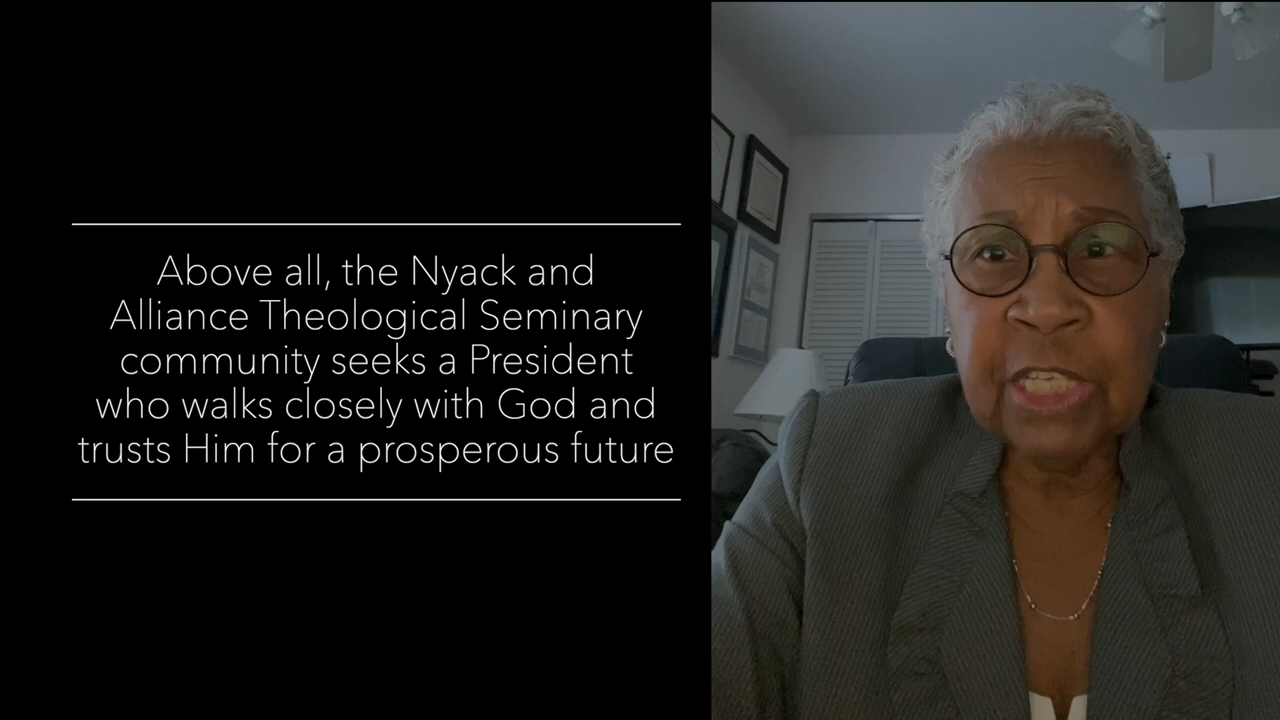 Above all, the Nyack and
Alliance Theological Seminary
community seeks a President
who walks closely with God and
trusts Him for a prosperous future